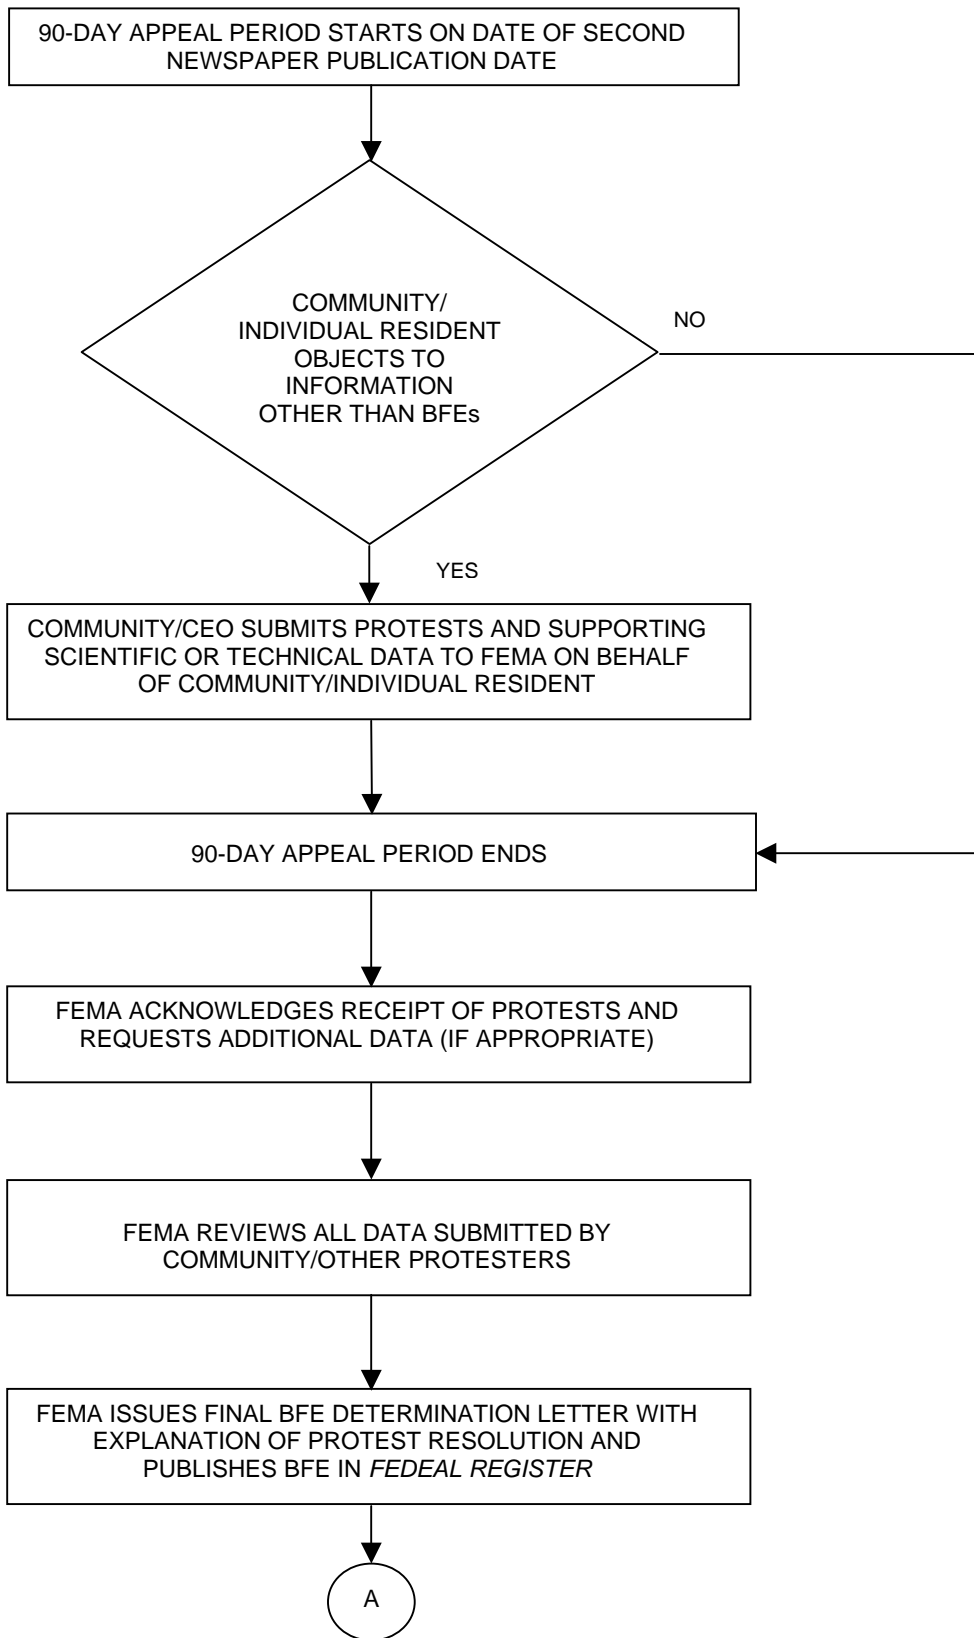 90-DAY APPEAL PERIOD STARTS ON DATE OF SECOND
NEWSPAPER PUBLICATION DATE
COMMUNITY/
INDIVIDUAL RESIDENT
OBJECTS TO
INFORMATION
OTHER THAN BFEs
NO
YES
COMMUNITY/CEO SUBMITS PROTESTS AND SUPPORTING
SCIENTIFIC OR TECHNICAL DATA TO FEMA ON BEHALF
OF COMMUNITY/INDIVIDUAL RESIDENT
90-DAY APPEAL PERIOD ENDS
FEMA ACKNOWLEDGES RECEIPT OF PROTESTS AND
REQUESTS ADDITIONAL DATA (IF APPROPRIATE)
FEMA REVIEWS ALL DATA SUBMITTED BY
COMMUNITY/OTHER PROTESTERS
FEMA ISSUES FINAL BFE DETERMINATION LETTER WITH
EXPLANATION OF PROTEST RESOLUTION AND
PUBLISHES BFE IN FEDEAL REGISTER
A